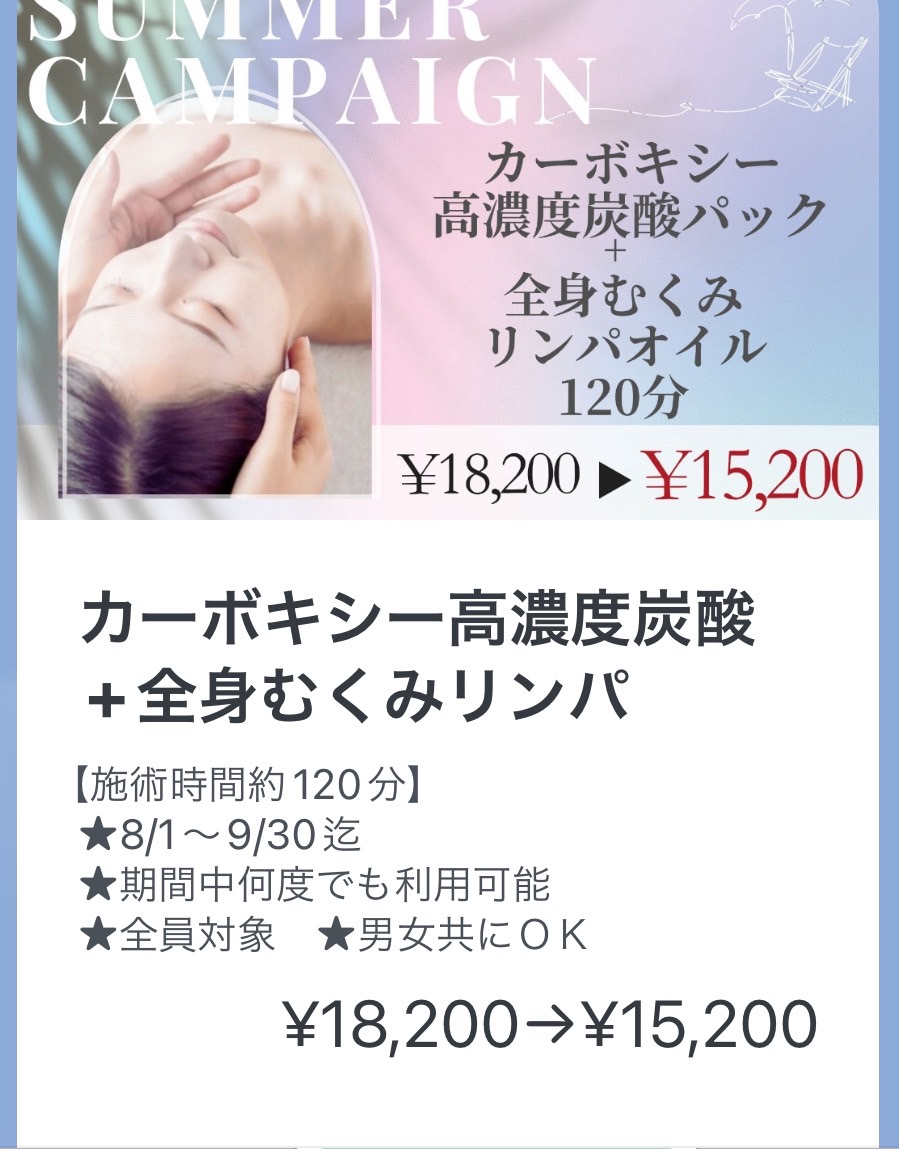 SUMMER
CAMPAIGN
カーボキシー
高濃度炭酸パック
+
全身むくみ
リンパオイル
120分
¥18,200 ▶ ¥15,200
カーボキシー高濃度炭酸
+全身むくみリンパ
【施術時間約120分】
★8/1〜9/30迄
★期間中何度でも利用可能
★全員対象　★男女共にＯＫ
¥18,200→¥15,200